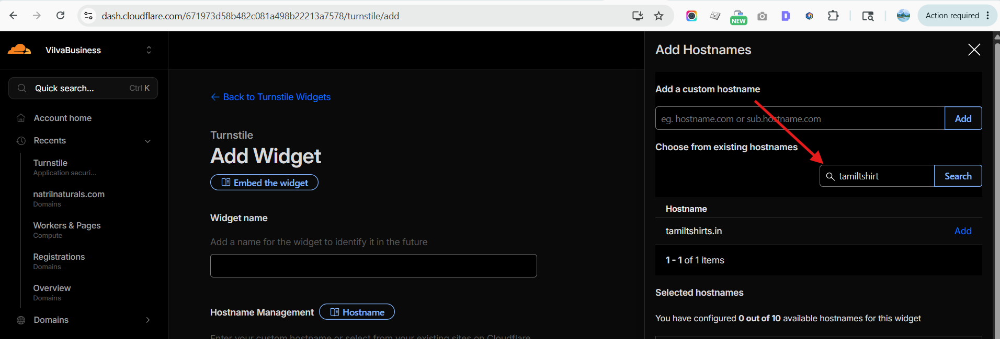 dash.cloudflare.com/671973d58b482c081a498b22213a7578/turnstile/add
NEW
Action required
VilvaBusiness
Quick search...
Ctrl K
Account home
Recents
Turnstile
Application securi...
natrilnaturals.com
Domains
Workers & Pages
Compute
Registrations
Domains
Overview
Domains
Domains
← Back to Turnstile Widgets
Turnstile
Add Widget
Embed the widget
Widget name
Add a name for the widget to identify it in the future
Hostname Management
Hostname
Enter your custom hostname or select from your existing sites on Cloudflare.
Add Hostnames
Add a custom hostname
eg. hostname.com or sub.hostname.com
Add
Choose from existing hostnames
tamiltshirt
Search
Hostname
tamiltshirts.in
Add
1 - 1 of 1 items
Selected hostnames
You have configured 0 out of 10 available hostnames for this widget